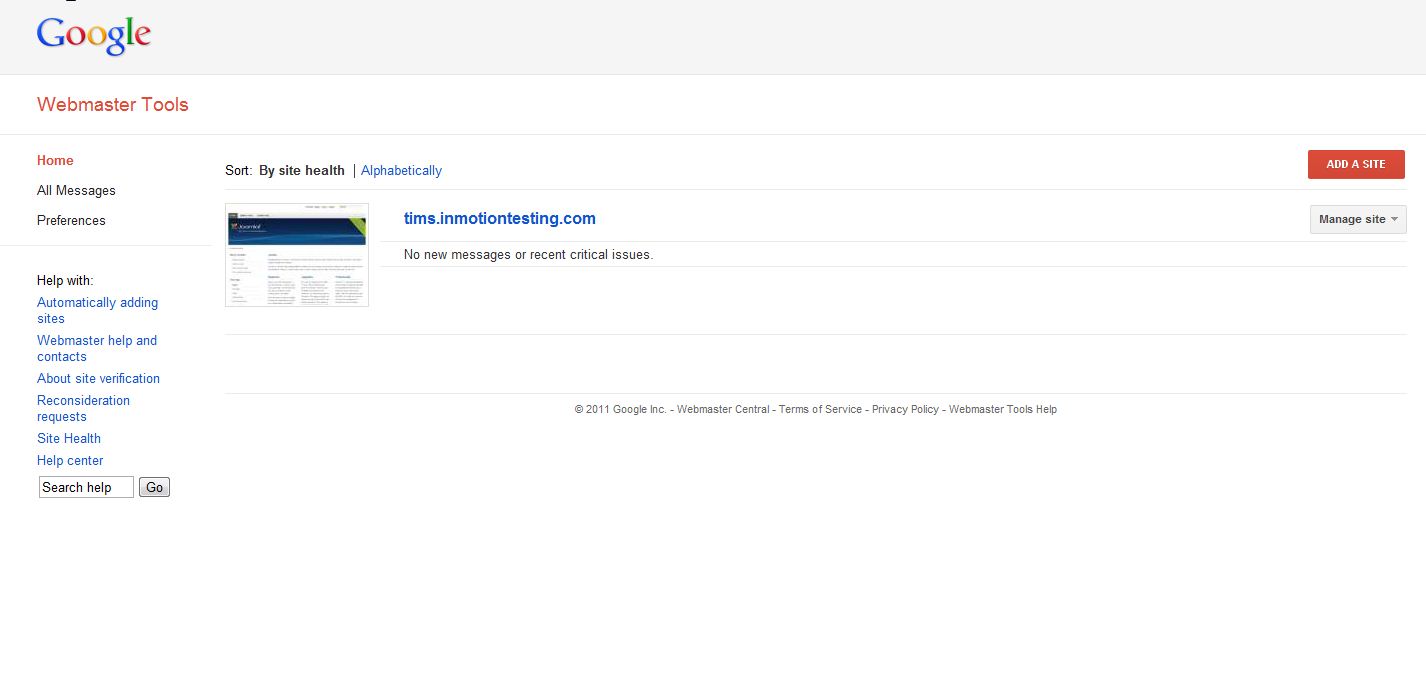 Google
Webmaster Tools
Home
All Messages
Preferences
Help with:
Automatically adding
sites
Webmaster help and
contacts
About site verification
Reconsideration
requests
Site Health
Help center
Search help Go
Sort: By site health | Alphabetically
ADD A SITE
Joomla!
tims.inmotiontesting.com
Manage site
No new messages or recent critical issues.
© 2011 Google Inc. - Webmaster Central - Terms of Service - Privacy Policy - Webmaster Tools Help